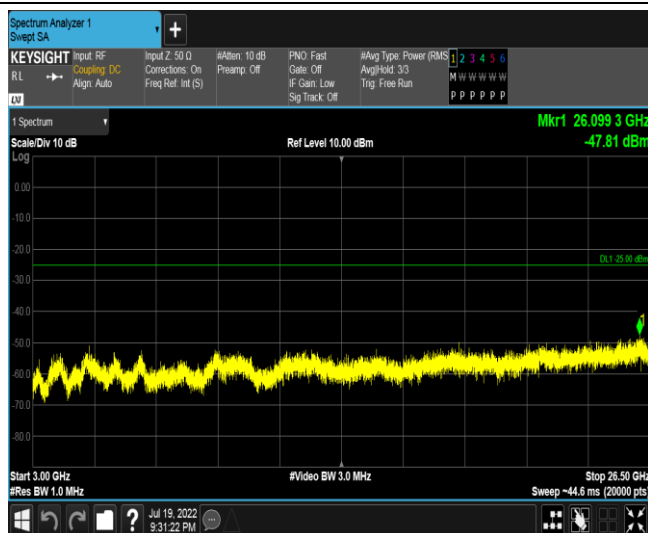 Spectrum Analyzer 1
Swept SA
KEYSIGHT
RL
LXI
Input: RF
Coupling: DC
Align: Auto
Input Z: 50 Ω
Corrections: On
Freq Ref: Int (S)
#Atten: 10 dB
Preamp: Off
PNO: Fast
Gate: Off
IF Gain: Low
Sig Track: Off
#Avg Type: Power (RMS
Avg|Hold: 3/3
Trig: Free Run
1 2 3 4 5 6
M W W W W W
P P P P P P
1 Spectrum
Mkr1 26.099 3 GHz
Scale/Div 10 dB
Ref Level 10.00 dBm
-47.81 dBm
Log
0.00
-10.0
-20.0
DL1 -25.00 dBm
-30.0
-40.0
1
-50.0
-60.0
-70.0
-80.0
Start 3.00 GHz
#Video BW 3.0 MHz
Stop 26.50 GHz
#Res BW 1.0 MHz
Sweep ~44.6 ms (20000 pts)
?
Jul 19, 2022
9:31:22 PM